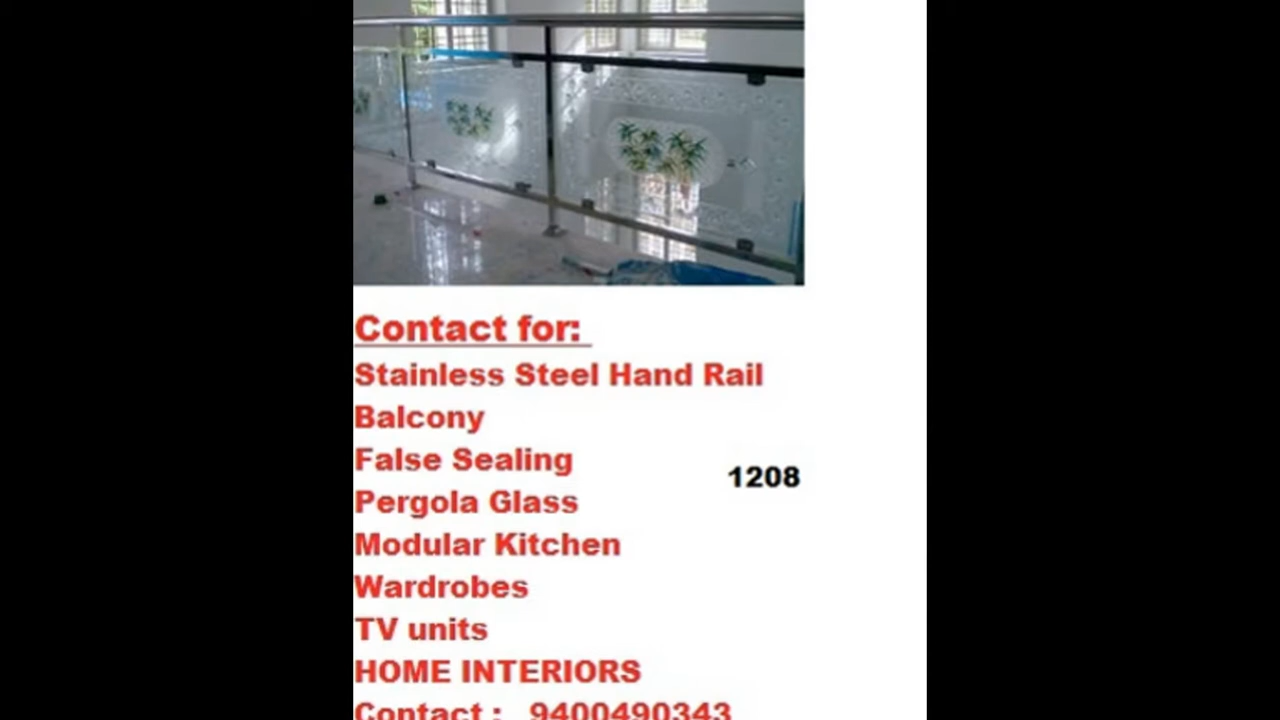 Contact for:
Stainless Steel Hand Rail
Balcony
False Sealing
1208
Pergola Glass
Modular Kitchen
Wardrobes
TV units
HOME INTERIORS
Contact : 9400490343